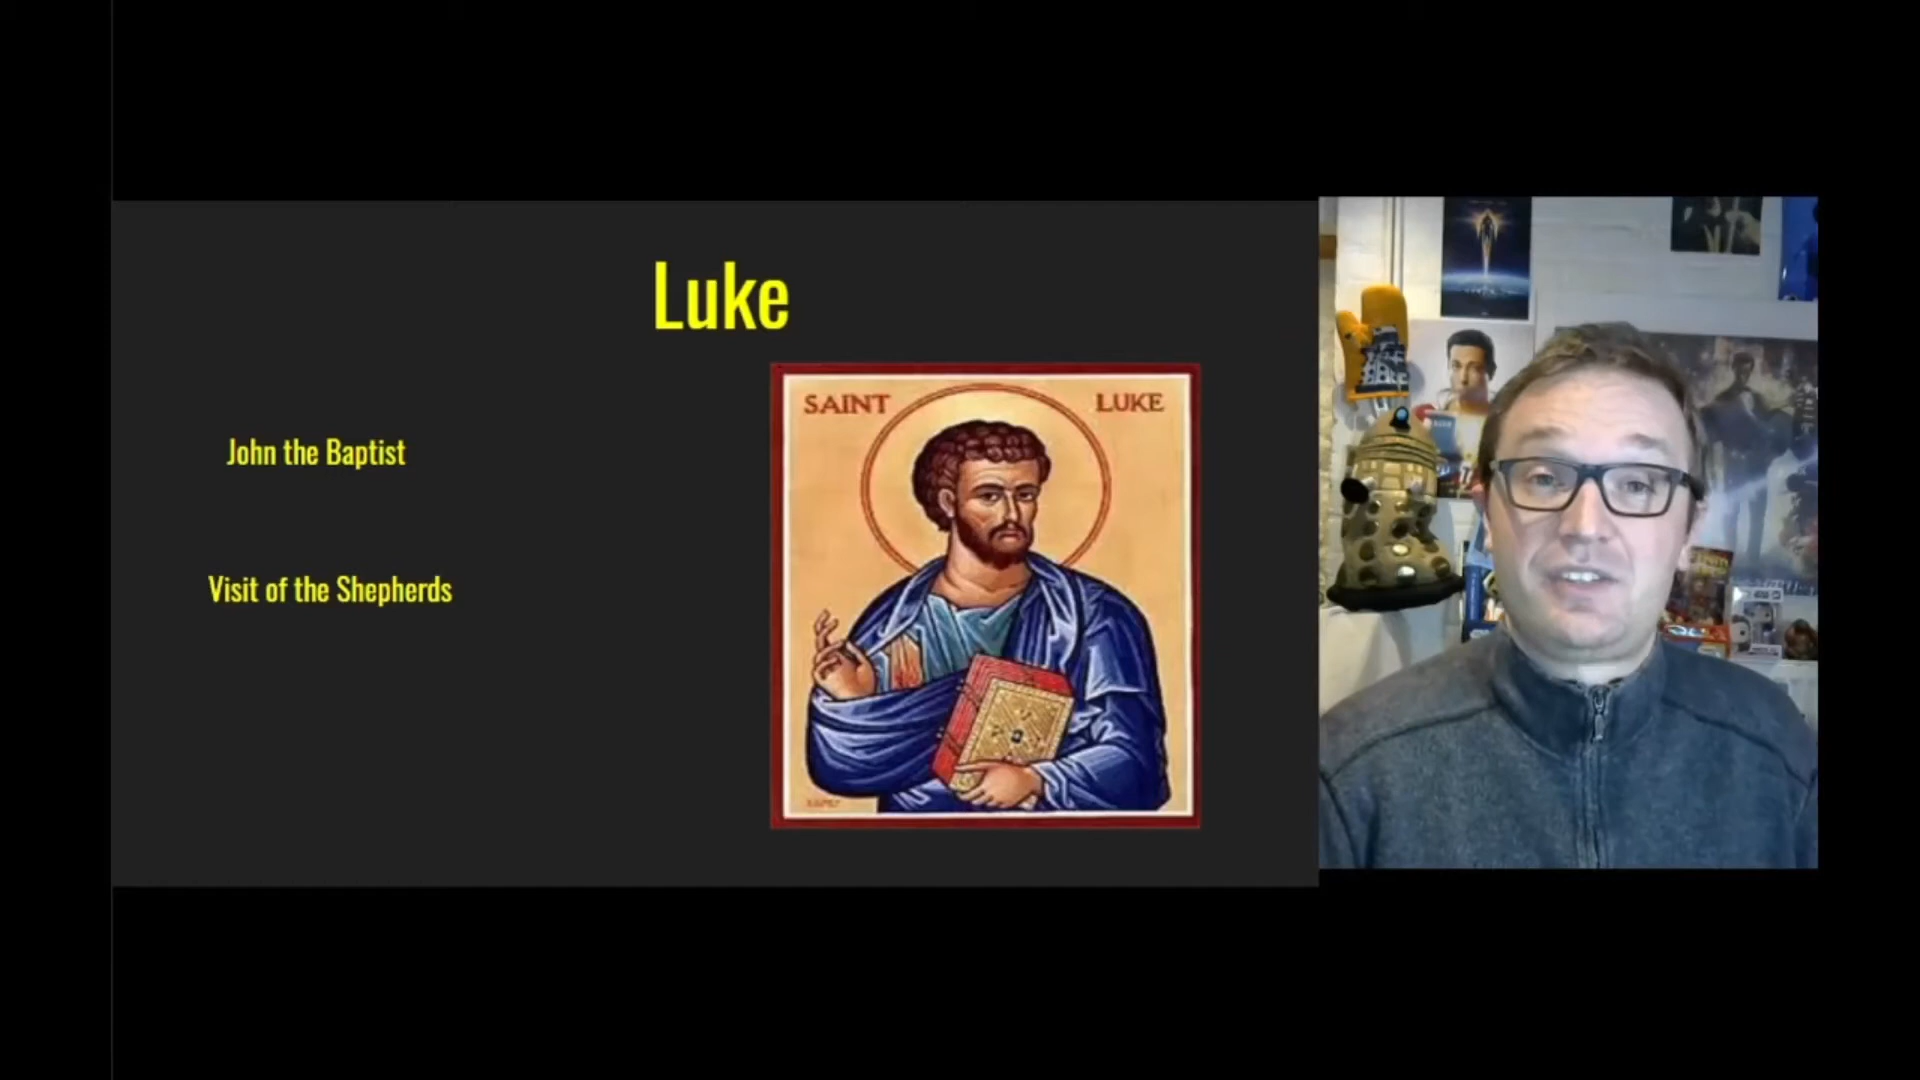 Luke
SAINT LUKE
John the Baptist
Visit of the Shepherds